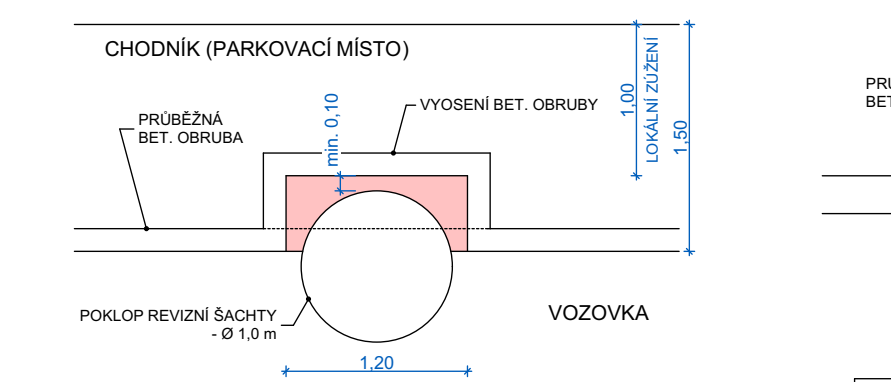 CHODNÍK (PARKOVACÍ MÍSTO)
PRŮBĚŽNÁ
BET. OBRUBA
min. 0,10
VYOSENÍ BET. OBRUBY
1,00
LOKÁLNÍ ZÚŽENÍ
1,50
POKLOP REVIZNÍ ŠACHTY
- Ø 1,0 m
VOZOVKA
1,20